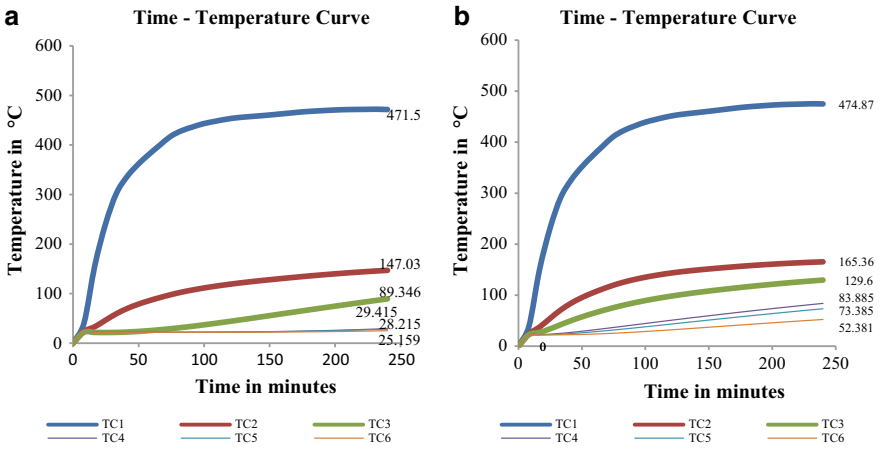 a
Time - Temperature Curve
Temperature in °C
600
500
400
300
200
100
0
471.5
147.03
89.346
29.415
28.215
25.159
0 50 100 150 200 250
Time in minutes
TC1 TC2 TC3
TC4 TC5 TC6
b
Time - Temperature Curve
Temperature in °C
600
500
400
300
200
100
0
474.87
165.36
129.6
83.885
73.385
52.381
0
0 50 100 150 200 250
Time in minutes
TC1 TC2 TC3
TC4 TC5 TC6